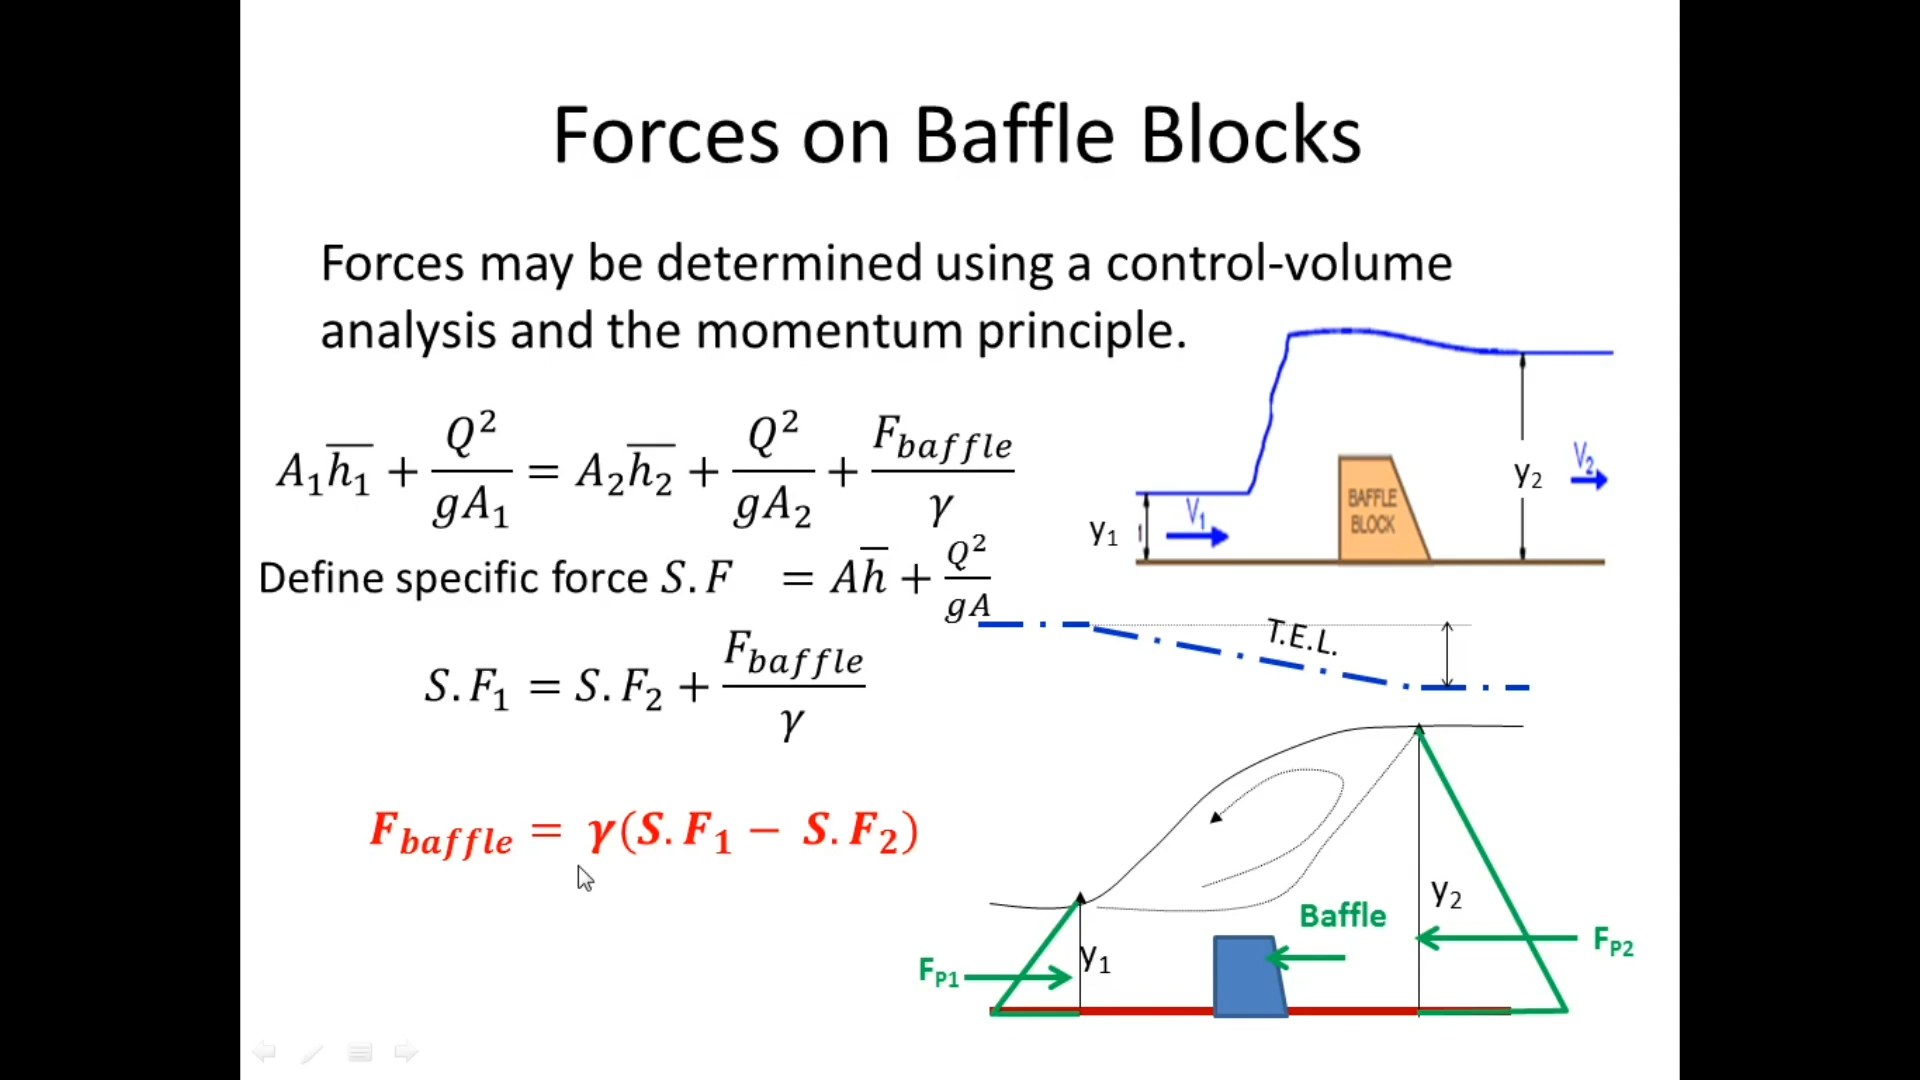 Forces on Baffle Blocks
Forces may be determined using a control-volume
analysis and the momentum principle.
A₁h̅₁ + Q²/gA₁ = A₂h̅₂ + Q²/gA₂ + F_baffle/γ
Define specific force S.F = Ah̅ + Q²/gA
S.F₁ = S.F₂ + F_baffle/γ
F_baffle = γ(S.F₁ − S.F₂)
y₁
V₁
BAFFLE
BLOCK
y₂
V₂
T.E.L.
y₂
Baffle
F_P2
y₁
F_P1